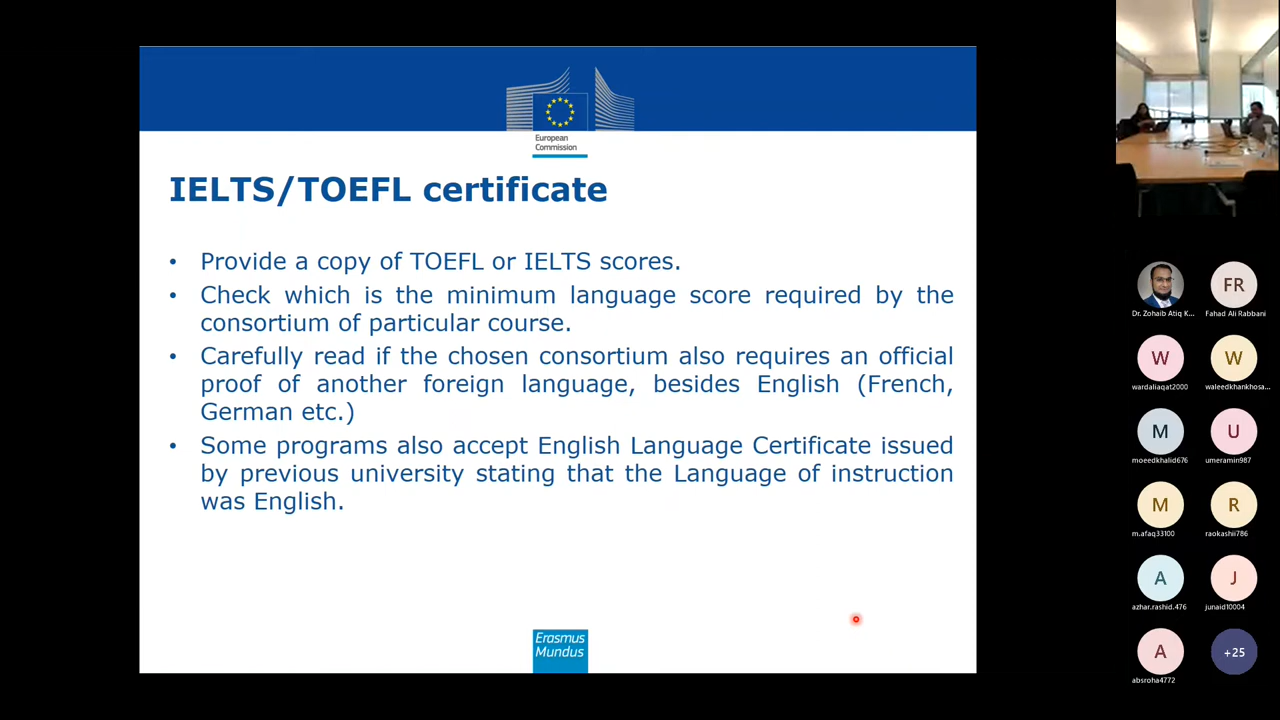 European
Commission
IELTS/TOEFL certificate
• Provide a copy of TOEFL or IELTS scores.
• Check which is the minimum language score required by the
consortium of particular course.
• Carefully read if the chosen consortium also requires an official
proof of another foreign language, besides English (French,
German etc.)
• Some programs also accept English Language Certificate issued
by previous university stating that the Language of instruction
was English.
Erasmus
Mundus
FR
Dr. Zohaib Atiq K...
Fahad Ali Rabbani
W
W
wardaliaqat2000
waleedkhankhosa...
M
U
moeedkhalid676
umeramin987
M
R
m.afaq33100
raokashii786
A
J
azhar.rashid.476
junaid10004
A
+25
absroha4772